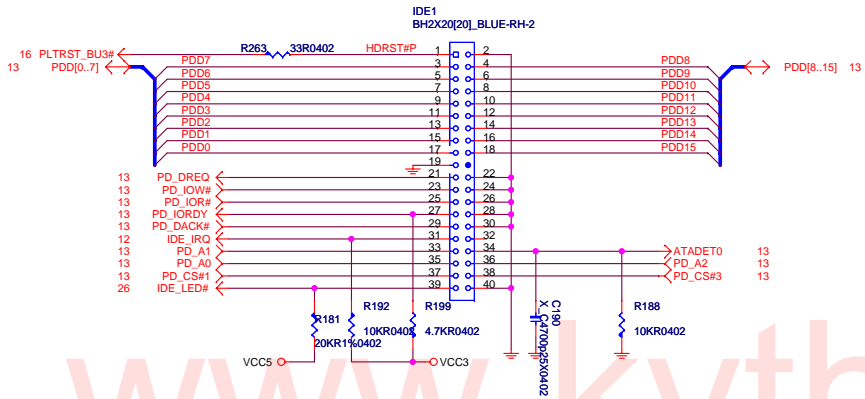 IDE1
BH2X20[20]_BLUE-RH-2
16 PLTRST_BU3# R263 33R0402 HDRST#P 1 2
13 PDD[0..7] PDD7 3 4 PDD8 PDD[8..15] 13
PDD6 5 6 PDD9
PDD5 7 8 PDD10
PDD4 9 10 PDD11
PDD3 11 12 PDD12
PDD2 13 14 PDD13
PDD1 15 16 PDD14
PDD0 17 18 PDD15
19
13 PD_DREQ 21 22
13 PD_IOW# 23 24
13 PD_IOR# 25 26
13 PD_IORDY 27 28
13 PD_DACK# 29 30
12 IDE_IRQ 31 32
13 PD_A1 33 34 ATADET0 13
13 PD_A0 35 36 PD_A2 13
13 PD_CS#1 37 38 PD_CS#3 13
26 IDE_LED# 39 40
R181
20KR1%0402
R192
10KR0402
R199
4.7KR0402
C190
X_C4700p25X0402
R188
10KR0402
VCC5 VCC3
www.kyth